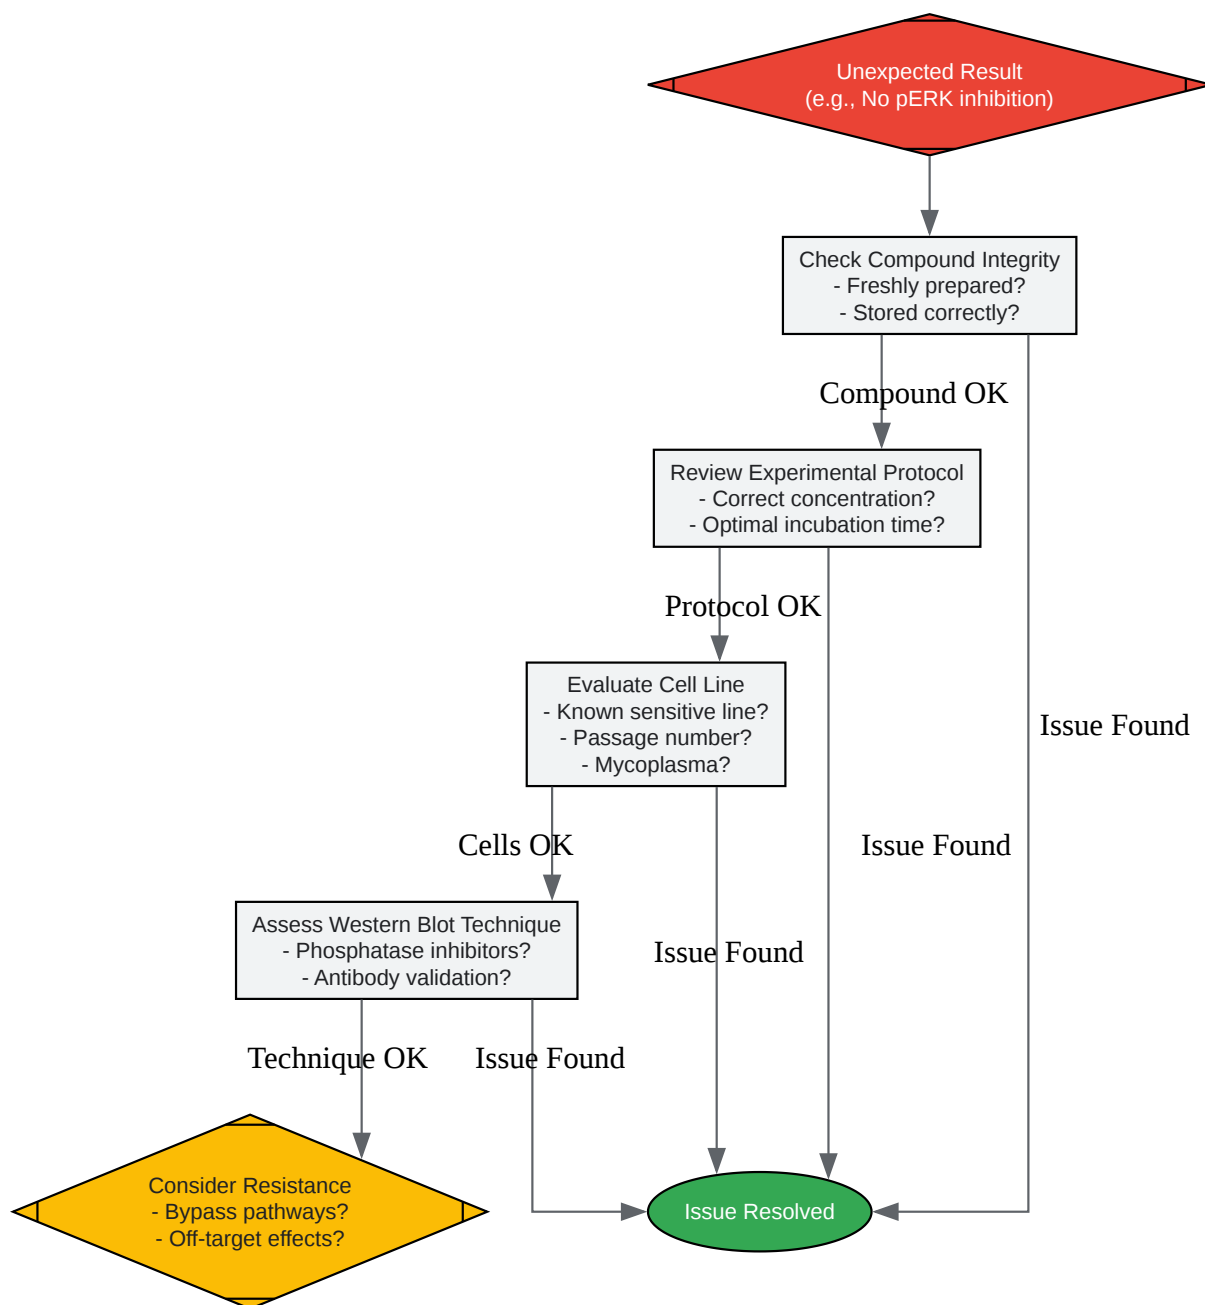 Unexpected Result
(e.g., No pERK inhibition)
Check Compound Integrity
- Freshly prepared?
- Stored correctly?
Compound OK
Review Experimental Protocol
- Correct concentration?
- Optimal incubation time?
Protocol OK
Evaluate Cell Line
- Known sensitive line?
- Passage number?
- Mycoplasma?
Issue Found
Cells OK
Issue Found
Assess Western Blot Technique
- Phosphatase inhibitors?
- Antibody validation?
Issue Found
Technique OK
Issue Found
Consider Resistance
- Bypass pathways?
- Off-target effects?
Issue Resolved